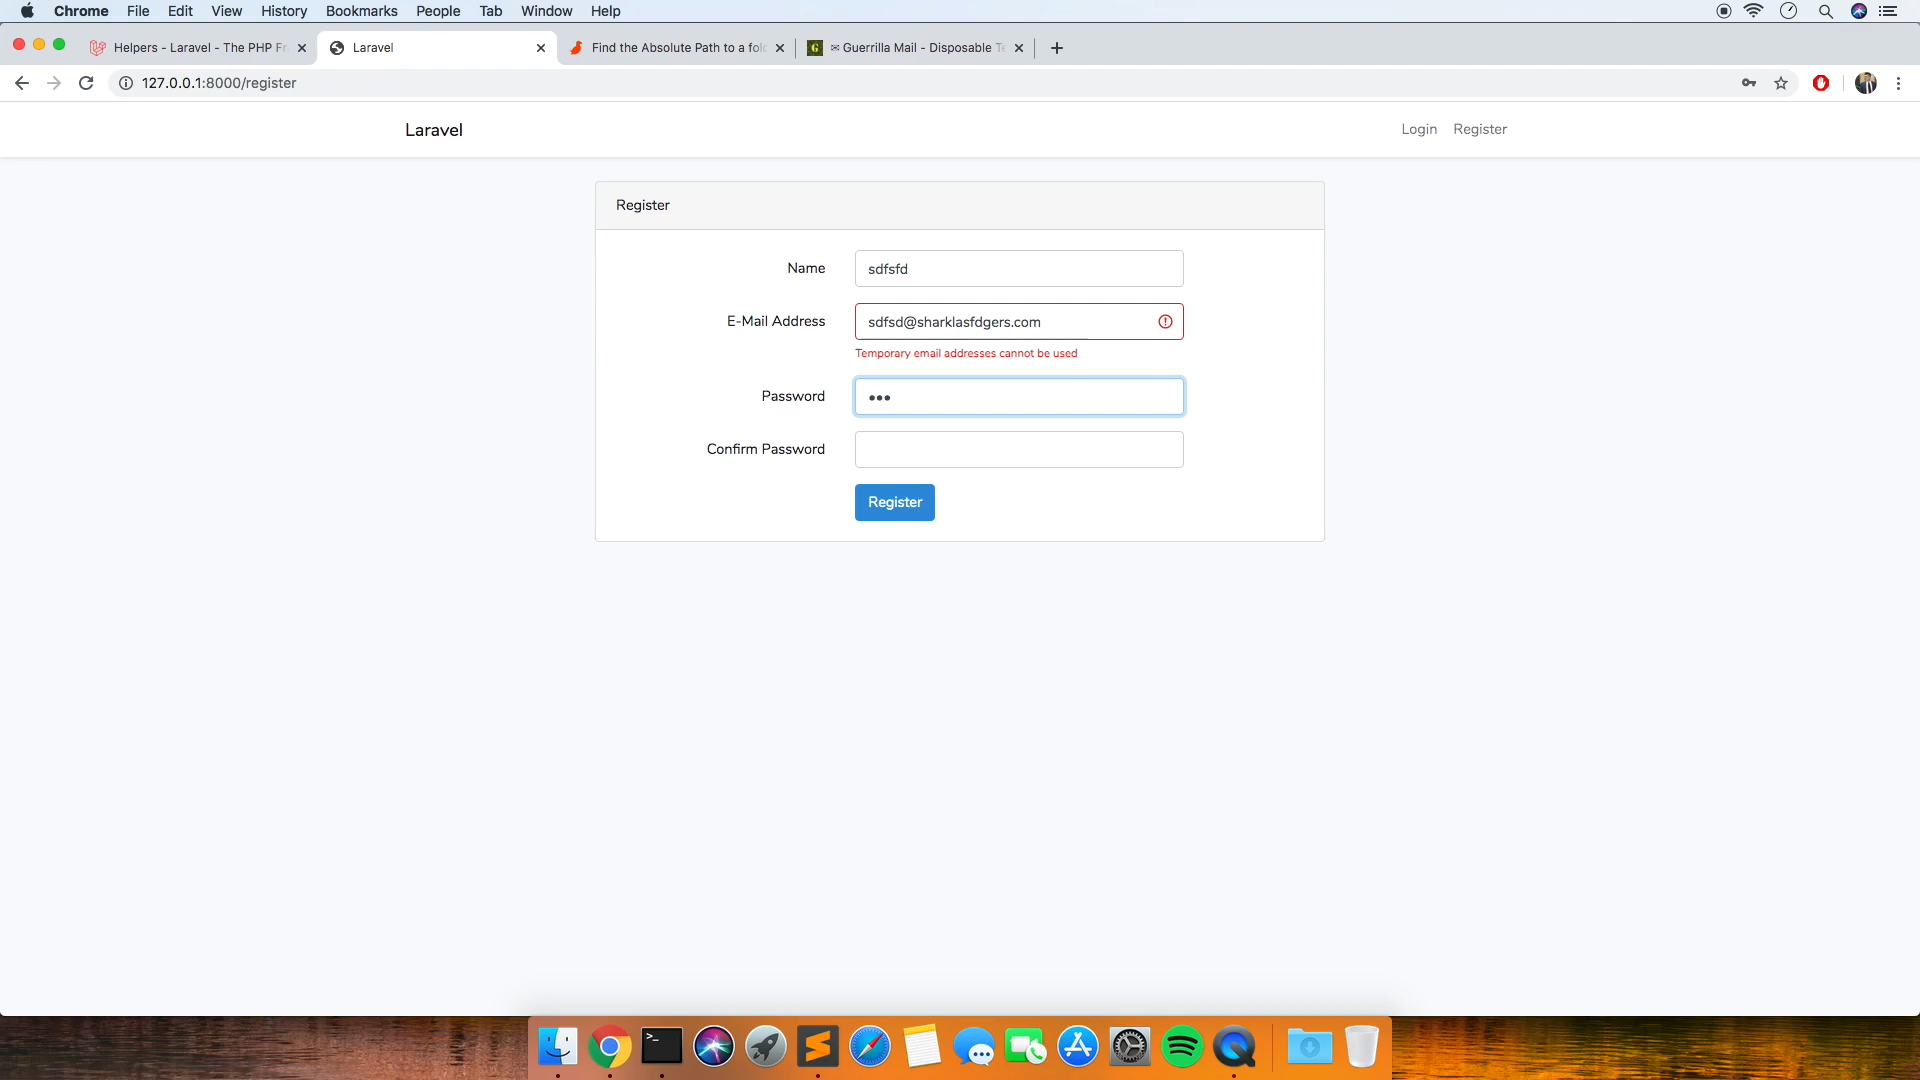 Chrome File Edit View History Bookmarks People Tab Window Help
Helpers - Laravel - The PHP Fr
Laravel
Find the Absolute Path to a fol
Guerrilla Mail - Disposable Te
127.0.0.1:8000/register
Laravel
Login Register
Register
Name sdfsfd
E-Mail Address sdfsd@sharklasfdgers.com
Temporary email addresses cannot be used
Password
Confirm Password
Register